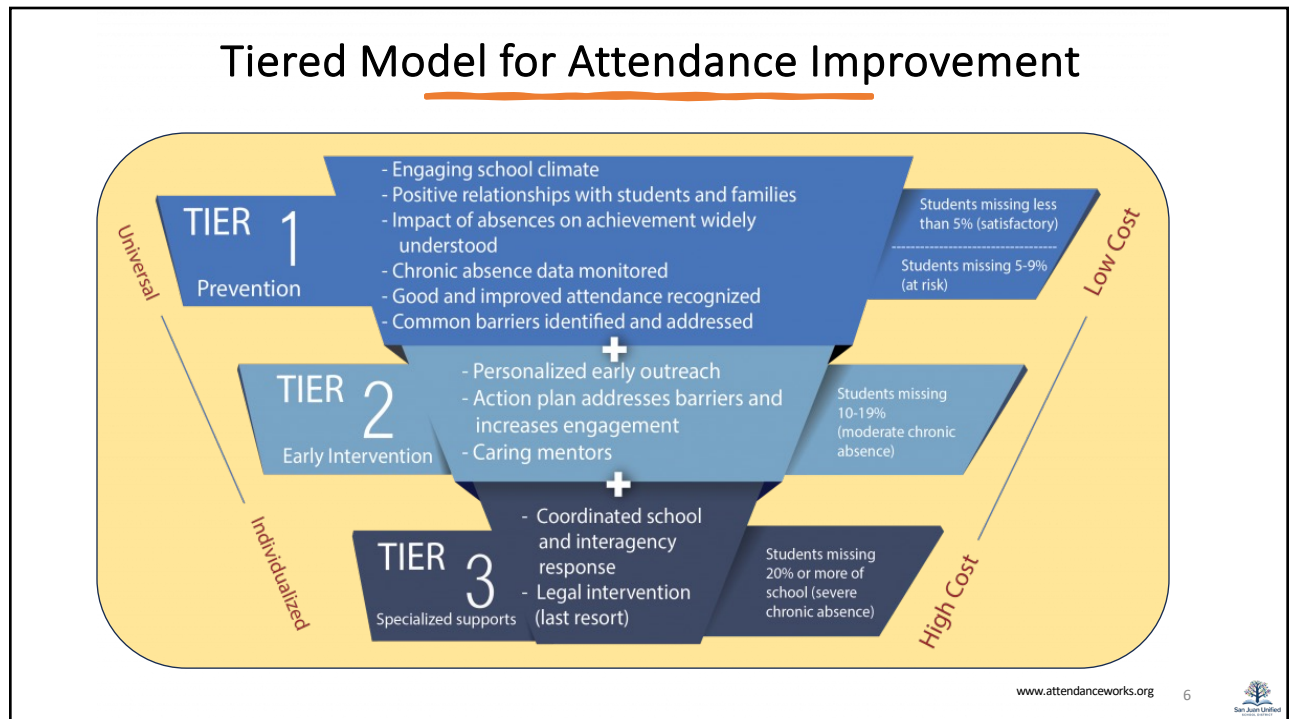 Tiered Model for Attendance Improvement
Universal
Individualized
TIER 1
Prevention
- Engaging school climate
- Positive relationships with students and families
- Impact of absences on achievement widely
understood
- Chronic absence data monitored
- Good and improved attendance recognized
- Common barriers identified and addressed
Students missing less
than 5% (satisfactory)
Students missing 5-9%
(at risk)
Low Cost
+
TIER 2
Early Intervention
- Personalized early outreach
- Action plan addresses barriers and
increases engagement
- Caring mentors
Students missing
10-19%
(moderate chronic
absence)
+
TIER 3
Specialized supports
- Coordinated school
and interagency
response
- Legal intervention
(last resort)
Students missing
20% or more of
school (severe
chronic absence)
High Cost
www.attendanceworks.org
6
San Juan Unified
SCHOOL DISTRICT